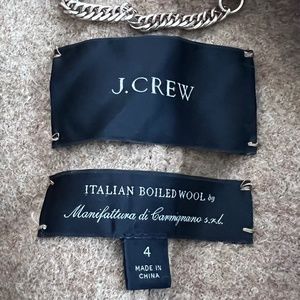 J.CREW
ITALIAN BOILED WOOL by
Manifattura di Carmignano s.r.l.
4
MADE IN
CHINA